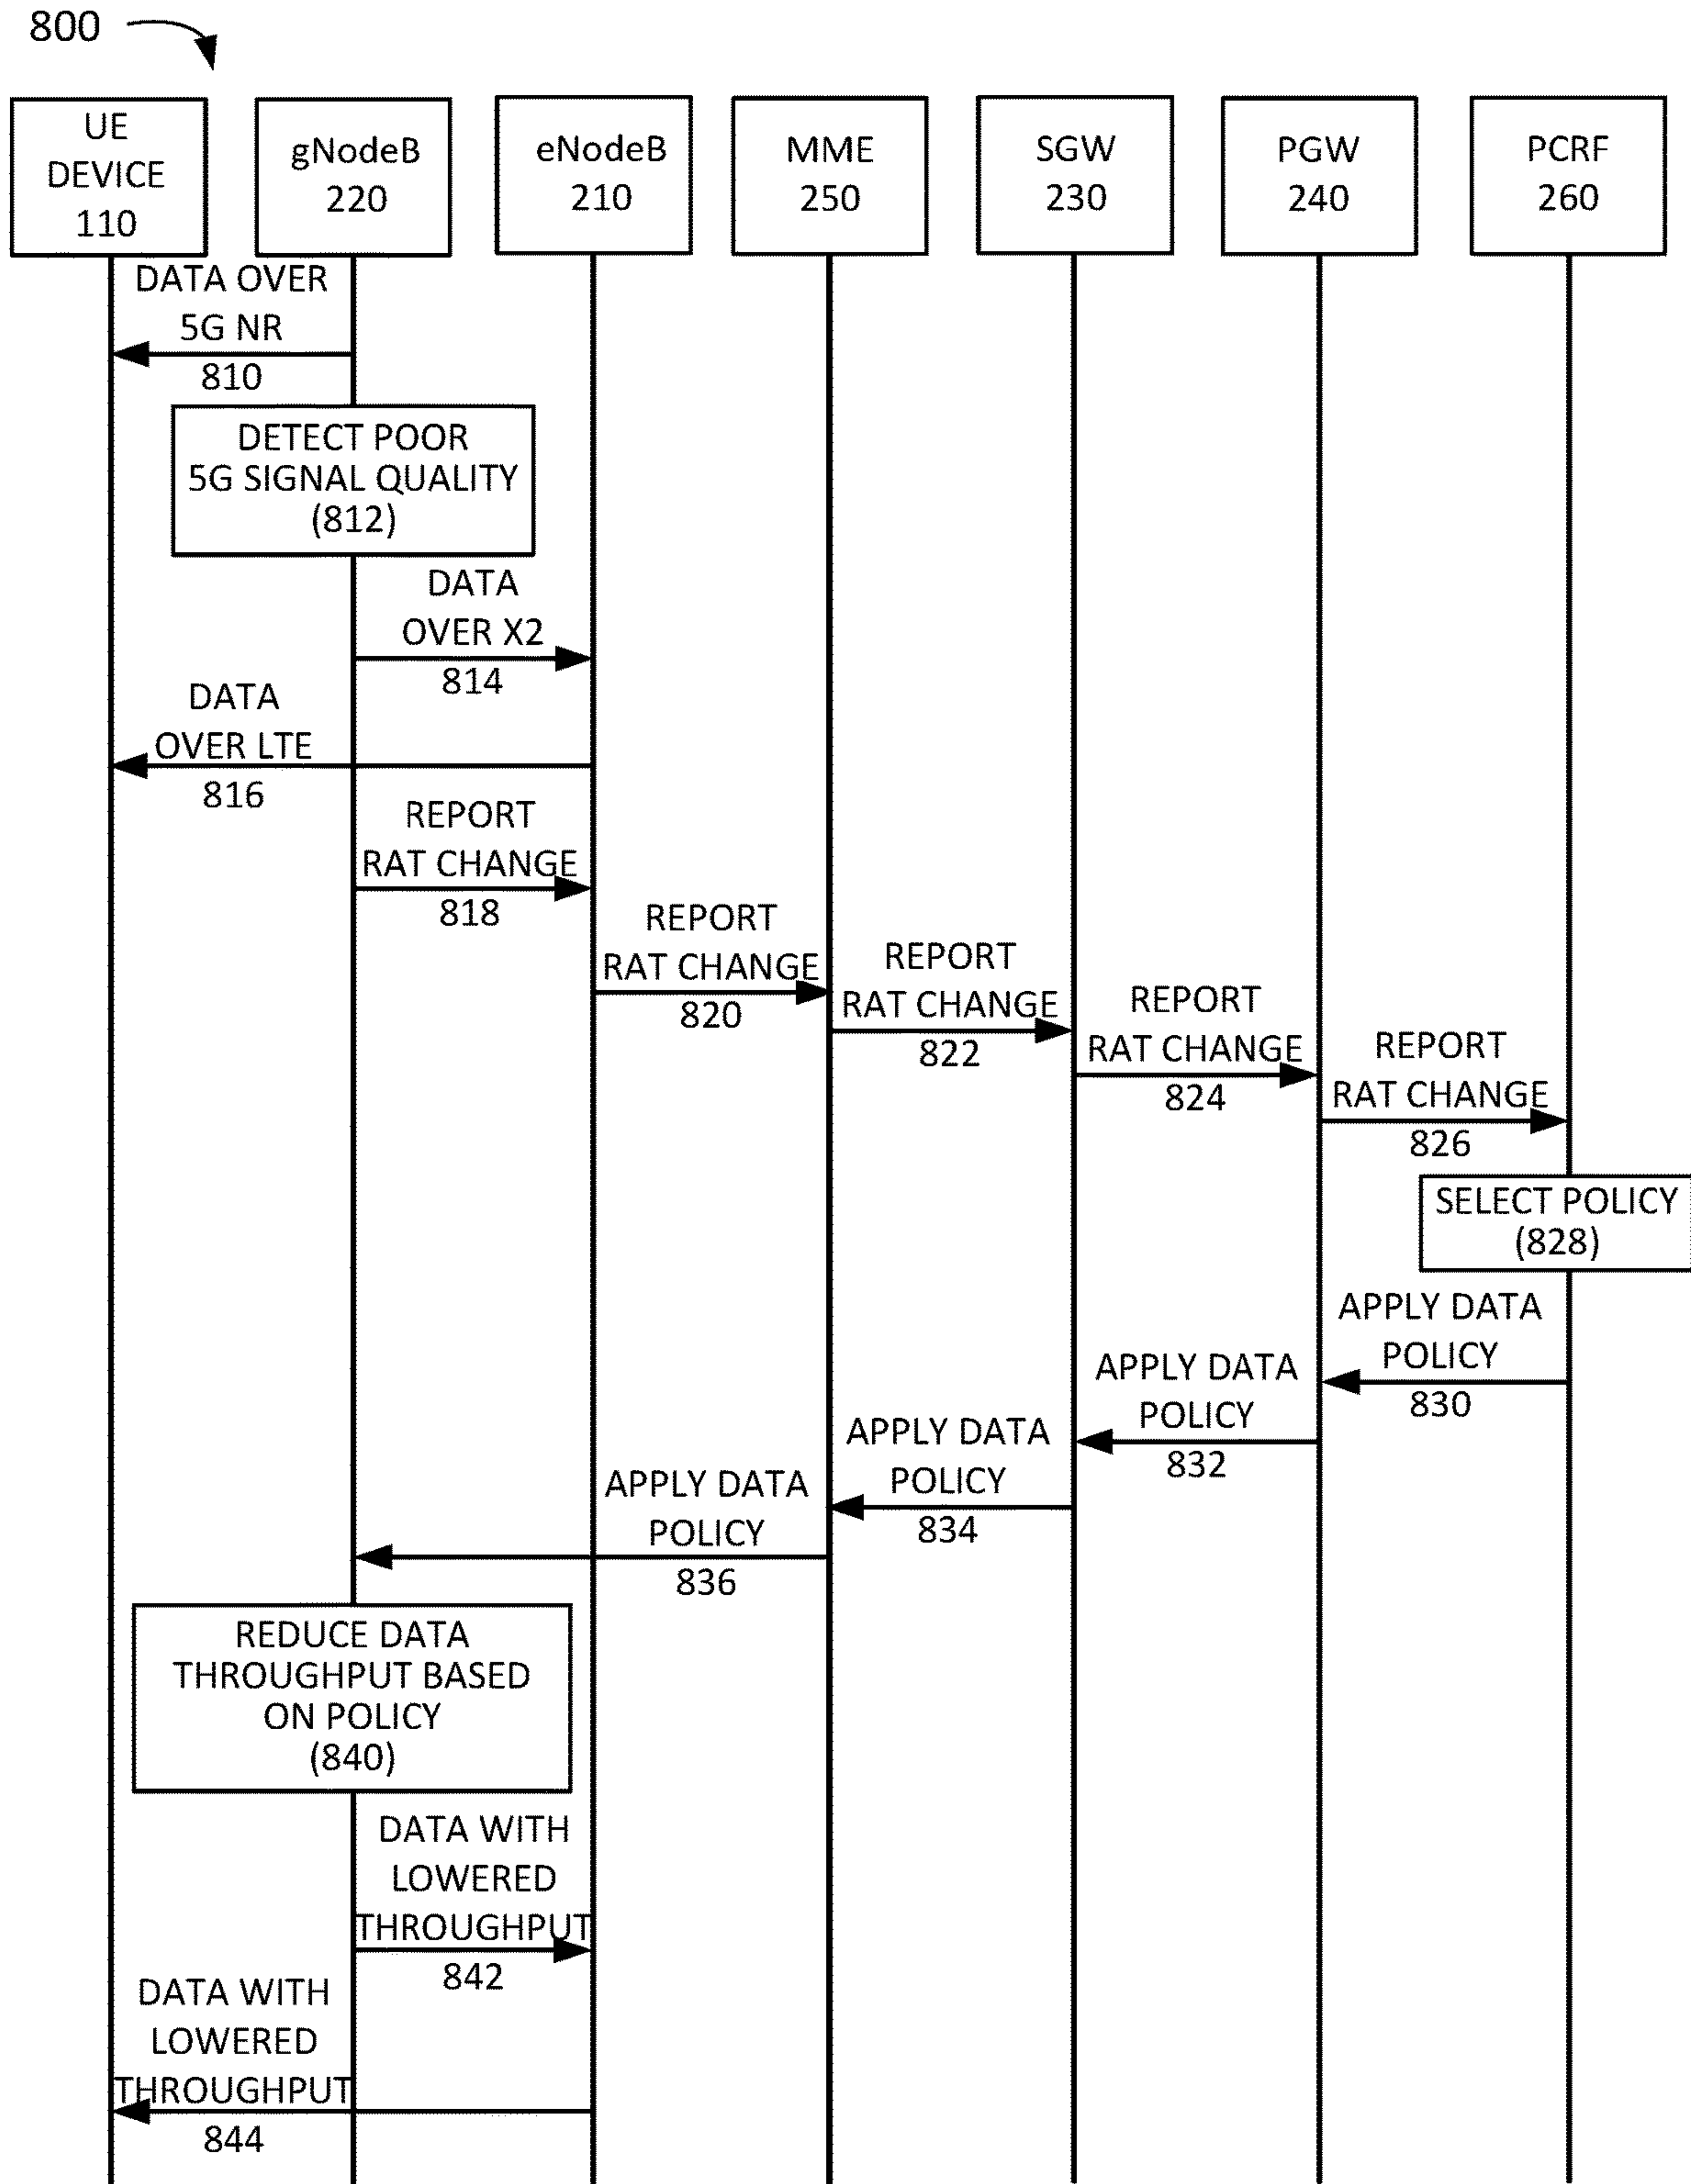 800
UE
DEVICE
110
gNodeB
220
eNodeB
210
MME
250
SGW
230
PGW
240
PCRF
260
DATA OVER
5G NR
810
DETECT POOR
5G SIGNAL QUALITY
(812)
DATA
OVER X2
814
DATA
OVER LTE
816
REPORT
RAT CHANGE
818
REPORT
RAT CHANGE
820
REPORT
RAT CHANGE
822
REPORT
RAT CHANGE
824
REPORT
RAT CHANGE
826
SELECT POLICY
(828)
APPLY DATA
POLICY
830
APPLY DATA
POLICY
832
APPLY DATA
POLICY
834
APPLY DATA
POLICY
836
REDUCE DATA
THROUGHPUT BASED
ON POLICY
(840)
DATA WITH
LOWERED
THROUGHPUT
842
DATA WITH
LOWERED
THROUGHPUT
844